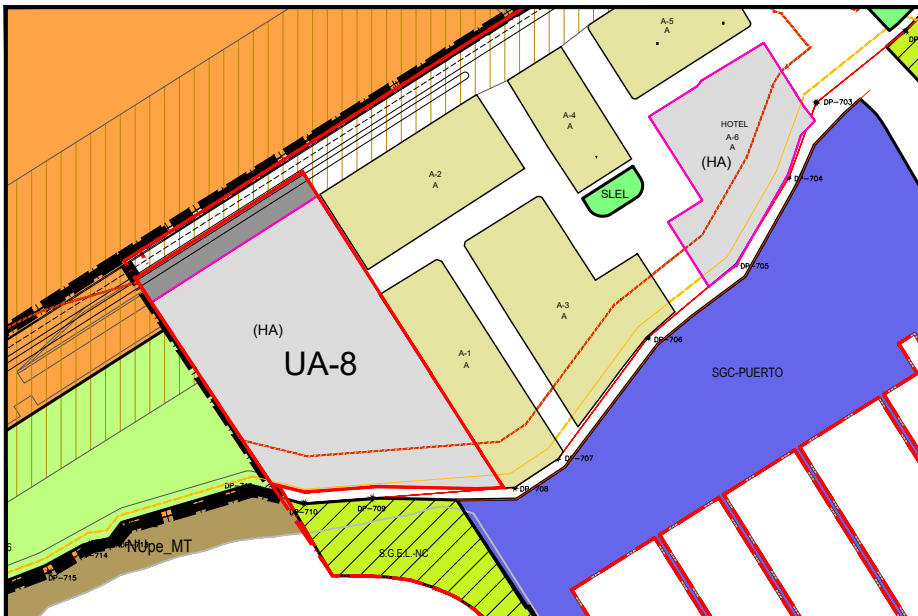 A-5
A
DP-703
A-4
A
HOTEL
A-6
A
(HA)
A-2
A
DP-704
SLEL
DP-705
A-3
A
(HA)
UA-8
DP-706
A-1
A
SGC-PUERTO
DP-707
DP-708
DP-709
DP-710
NUpe_MT
S.G.E.L.-NC
DP-714
DP-715